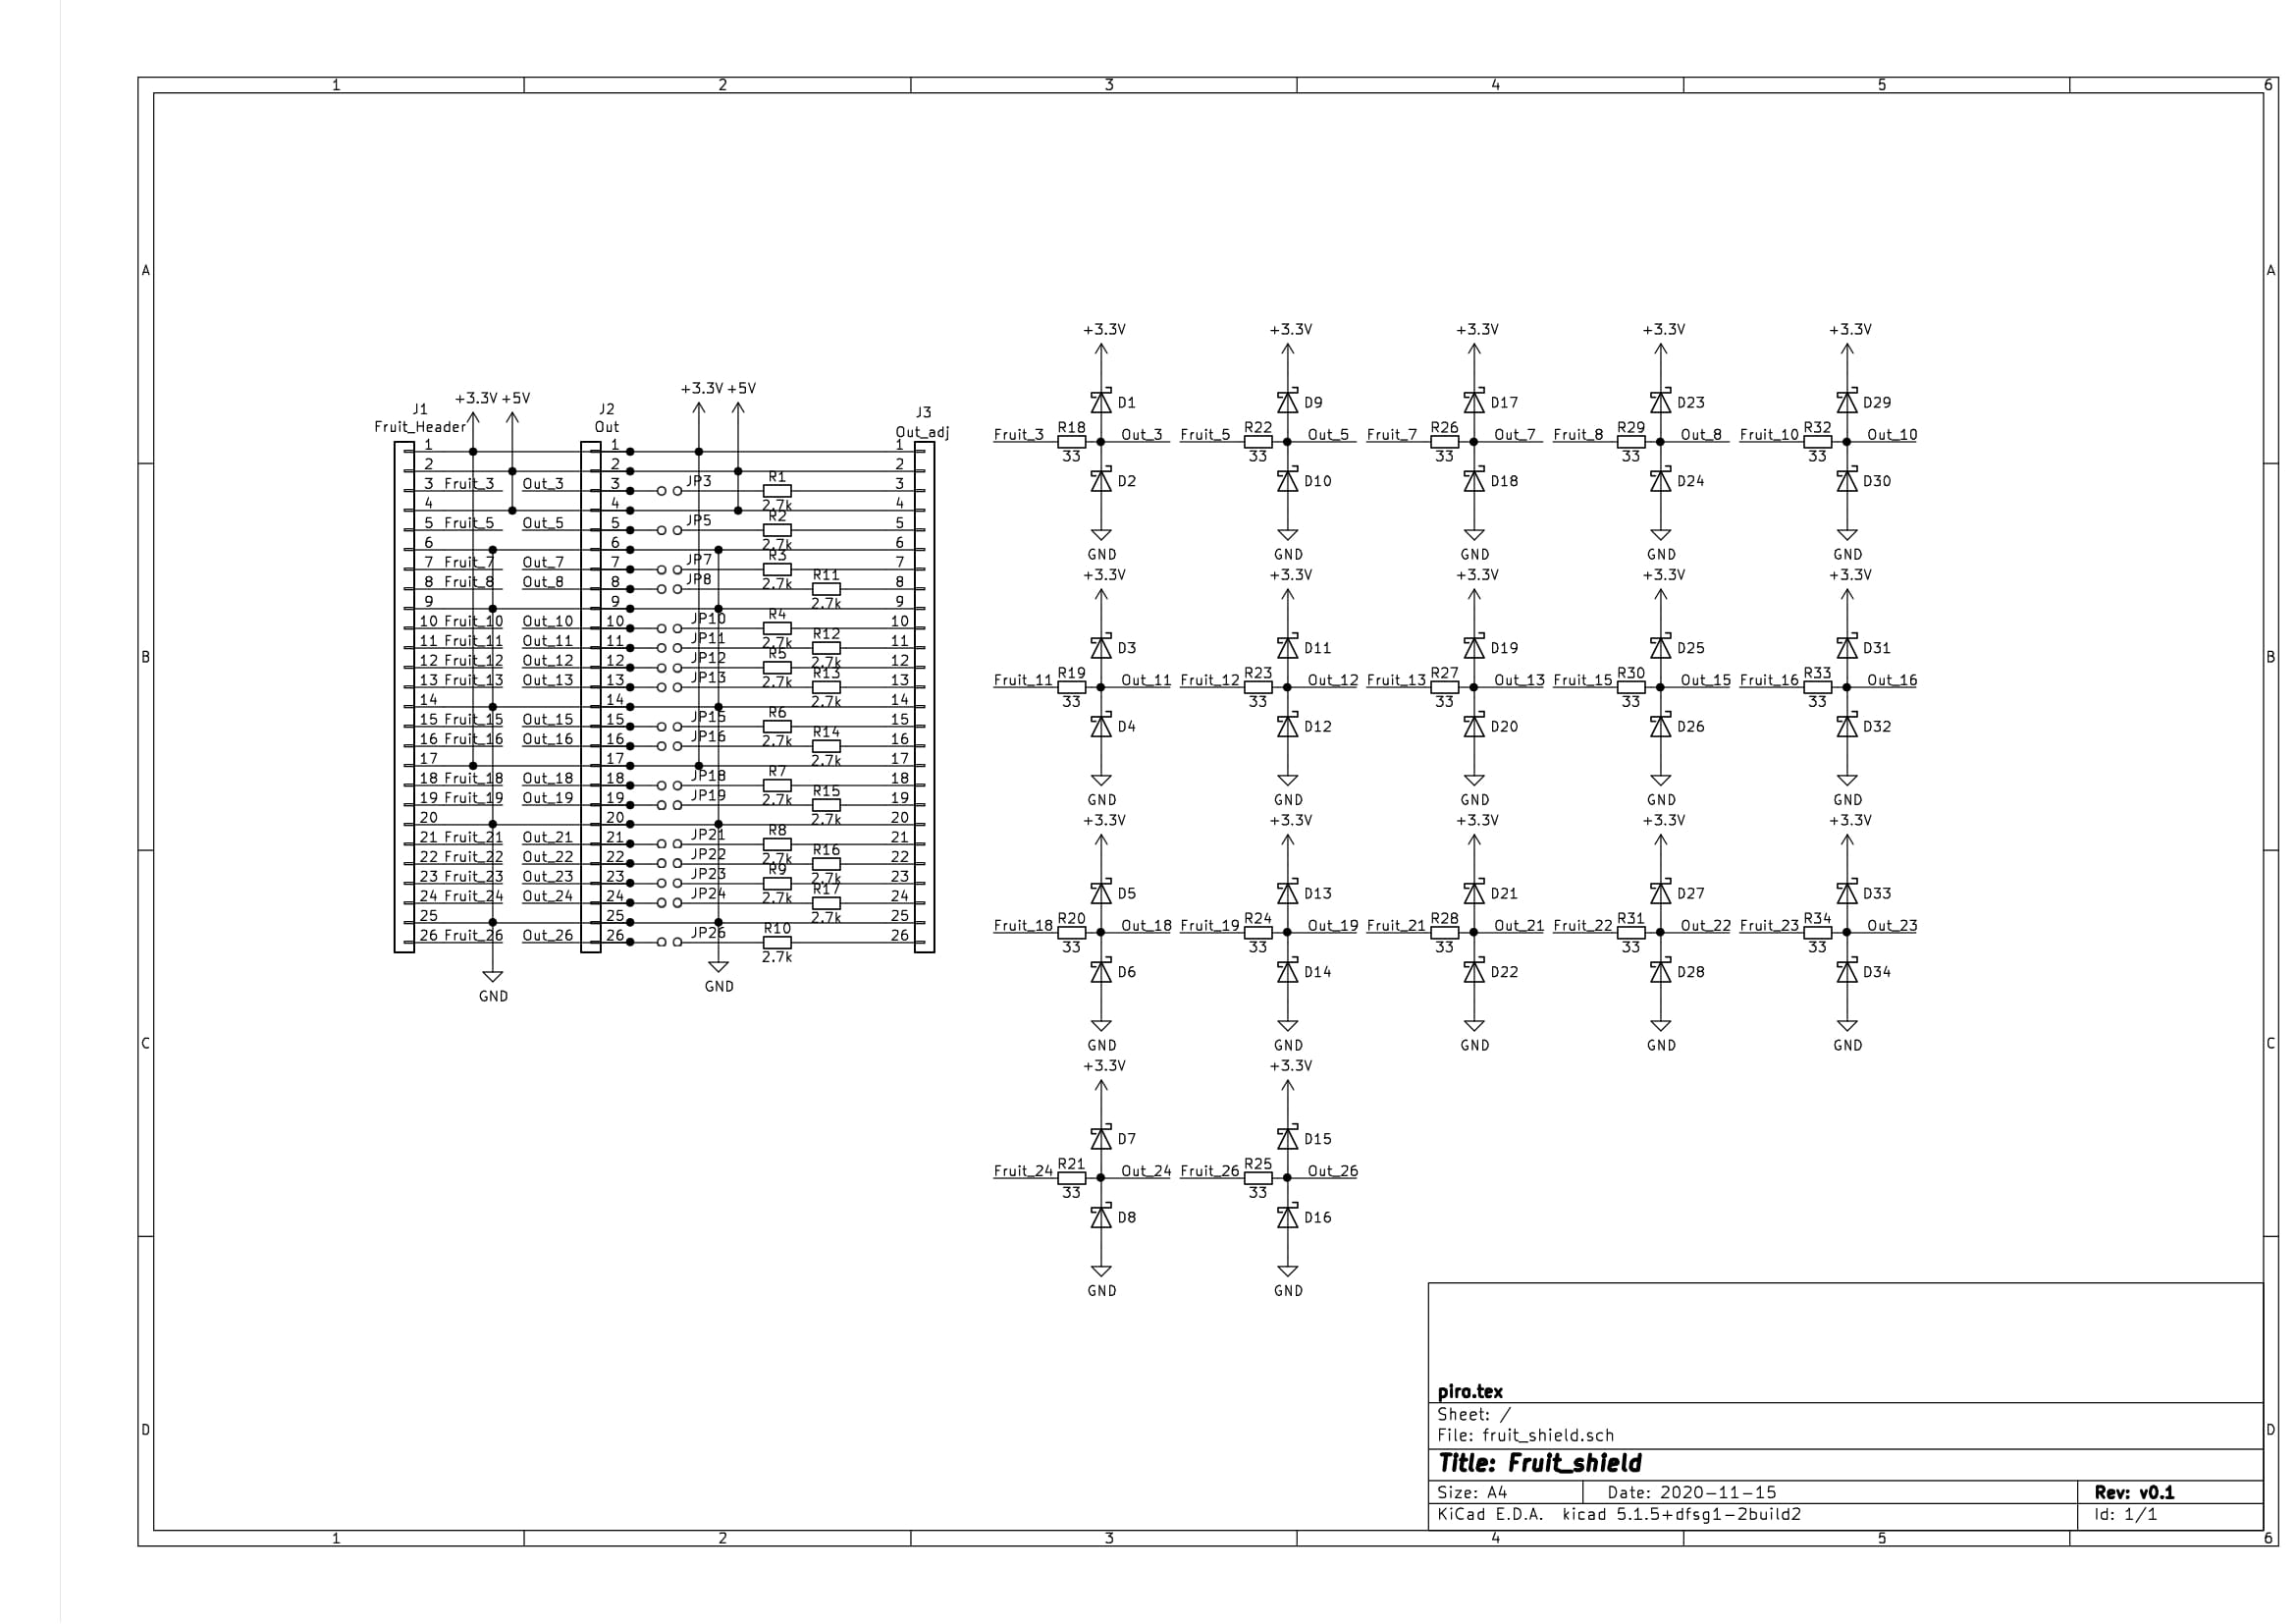 1 2 3 4 5 6
A A
B B
C C
D D
1 2 3 4 5 6
+3.3V +5V
+3.3V +5V
J1
Fruit_Header
J2
Out
J3
Out_adj
1 1 1
2 2 2
3 Fruit_3 Out_3 3 JP3 R1 2.7k 3
4 4 4
5 Fruit_5 Out_5 5 JP5 R2 2.7k 5
6 6 6
7 Fruit_7 Out_7 7 JP7 R3 2.7k 7
8 Fruit_8 Out_8 8 JP8 R11 2.7k 8
9 9 9
10 Fruit_10 Out_10 10 JP10 R4 2.7k 10
11 Fruit_11 Out_11 11 JP11 R12 2.7k 11
12 Fruit_12 Out_12 12 JP12 R5 2.7k 12
13 Fruit_13 Out_13 13 JP13 R13 2.7k 13
14 14 14
15 Fruit_15 Out_15 15 JP15 R6 2.7k 15
16 Fruit_16 Out_16 16 JP16 R14 2.7k 16
17 17 17
18 Fruit_18 Out_18 18 JP18 R7 2.7k 18
19 Fruit_19 Out_19 19 JP19 R15 2.7k 19
20 20 20
21 Fruit_21 Out_21 21 JP21 R8 2.7k 21
22 Fruit_22 Out_22 22 JP22 R16 2.7k 22
23 Fruit_23 Out_23 23 JP23 R9 2.7k 23
24 Fruit_24 Out_24 24 JP24 R17 2.7k 24
25 25 25
26 Fruit_26 Out_26 26 JP26 R10 2.7k 26
GND GND
+3.3V +3.3V +3.3V +3.3V +3.3V
D1 D9 D17 D23 D29
Fruit_3 R18 Out_3 Fruit_5 R22 Out_5 Fruit_7 R26 Out_7 Fruit_8 R29 Out_8 Fruit_10 R32 Out_10
33 33 33 33 33
D2 D10 D18 D24 D30
GND GND GND GND GND
+3.3V +3.3V +3.3V +3.3V +3.3V
D3 D11 D19 D25 D31
Fruit_11 R19 Out_11 Fruit_12 R23 Out_12 Fruit_13 R27 Out_13 Fruit_15 R30 Out_15 Fruit_16 R33 Out_16
33 33 33 33 33
D4 D12 D20 D26 D32
GND GND GND GND GND
+3.3V +3.3V +3.3V +3.3V +3.3V
D5 D13 D21 D27 D33
Fruit_18 R20 Out_18 Fruit_19 R24 Out_19 Fruit_21 R28 Out_21 Fruit_22 R31 Out_22 Fruit_23 R34 Out_23
33 33 33 33 33
D6 D14 D22 D28 D34
GND GND GND GND GND
+3.3V +3.3V
D7 D15
Fruit_24 R21 Out_24 Fruit_26 R25 Out_26
33 33
D8 D16
GND GND
piro.tex
Sheet: /
File: fruit_shield.sch
Title: Fruit_shield
Size: A4 Date: 2020-11-15 Rev: v0.1
KiCad E.D.A. kicad 5.1.5+dfsg1-2build2 Id: 1/1